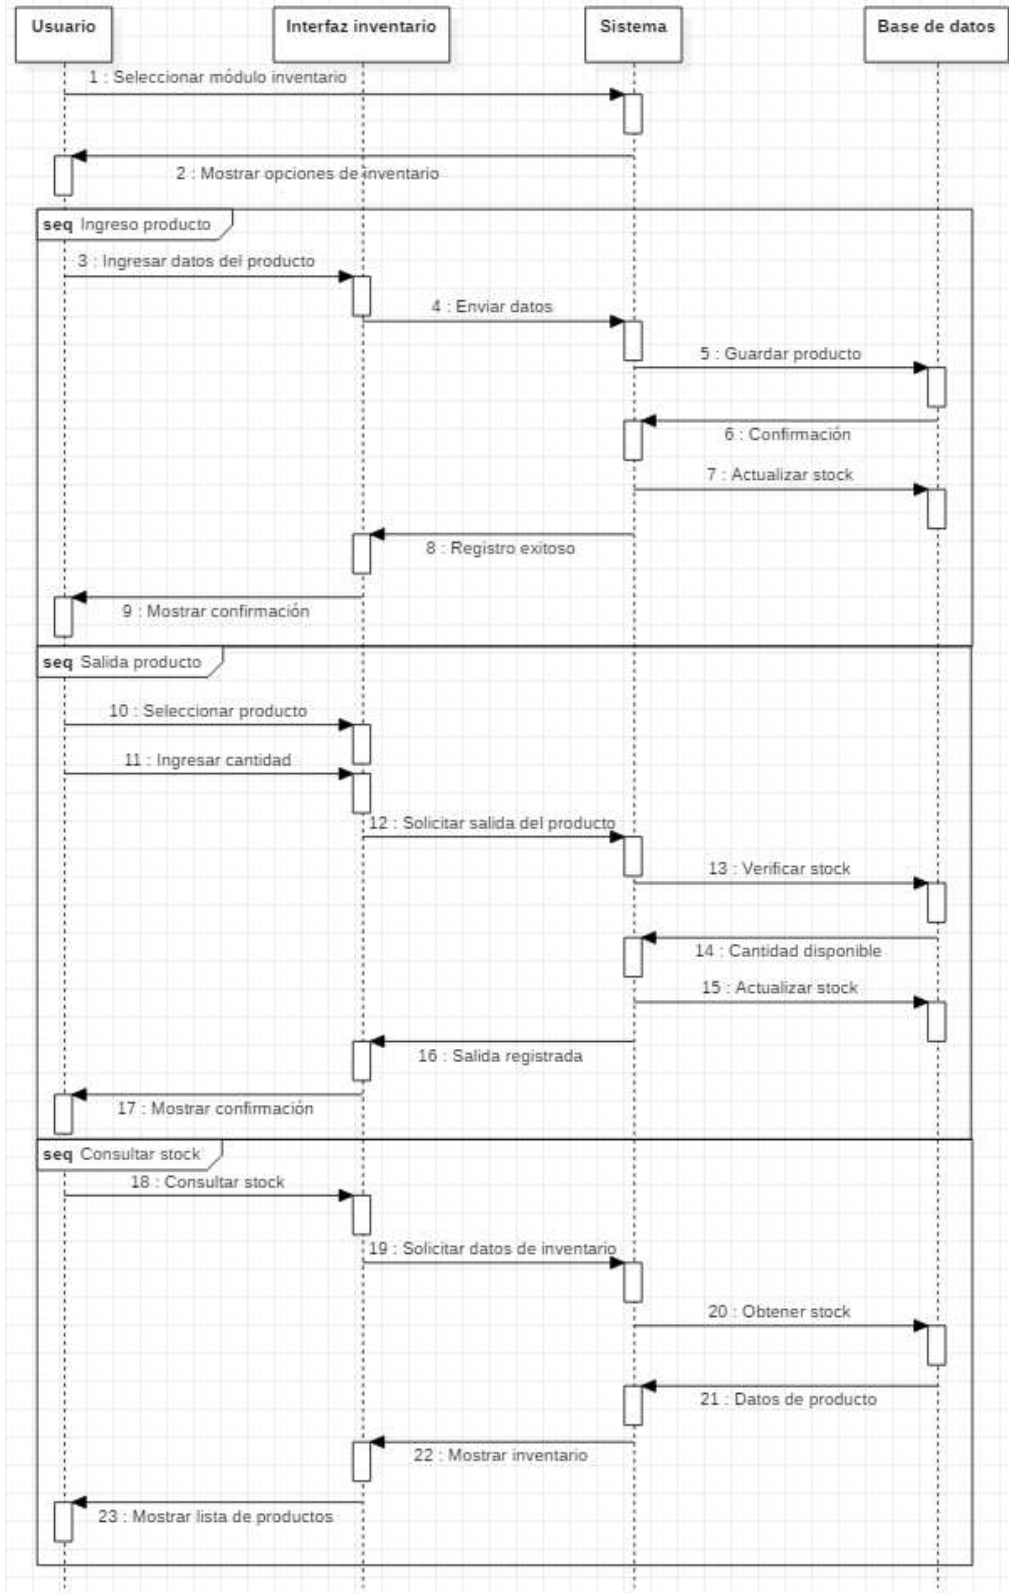 Usuario
Interfaz inventario
Sistema
Base de datos
1 : Seleccionar módulo inventario
2 : Mostrar opciones de inventario
seq Ingreso producto
3 : Ingresar datos del producto
4 : Enviar datos
5 : Guardar producto
6 : Confirmación
7 : Actualizar stock
8 : Registro exitoso
9 : Mostrar confirmación
seq Salida producto
10 : Seleccionar producto
11 : Ingresar cantidad
12 : Solicitar salida del producto
13 : Verificar stock
14 : Cantidad disponible
15 : Actualizar stock
16 : Salida registrada
17 : Mostrar confirmación
seq Consultar stock
18 : Consultar stock
19 : Solicitar datos de inventario
20 : Obtener stock
21 : Datos de producto
22 : Mostrar inventario
23 : Mostrar lista de productos